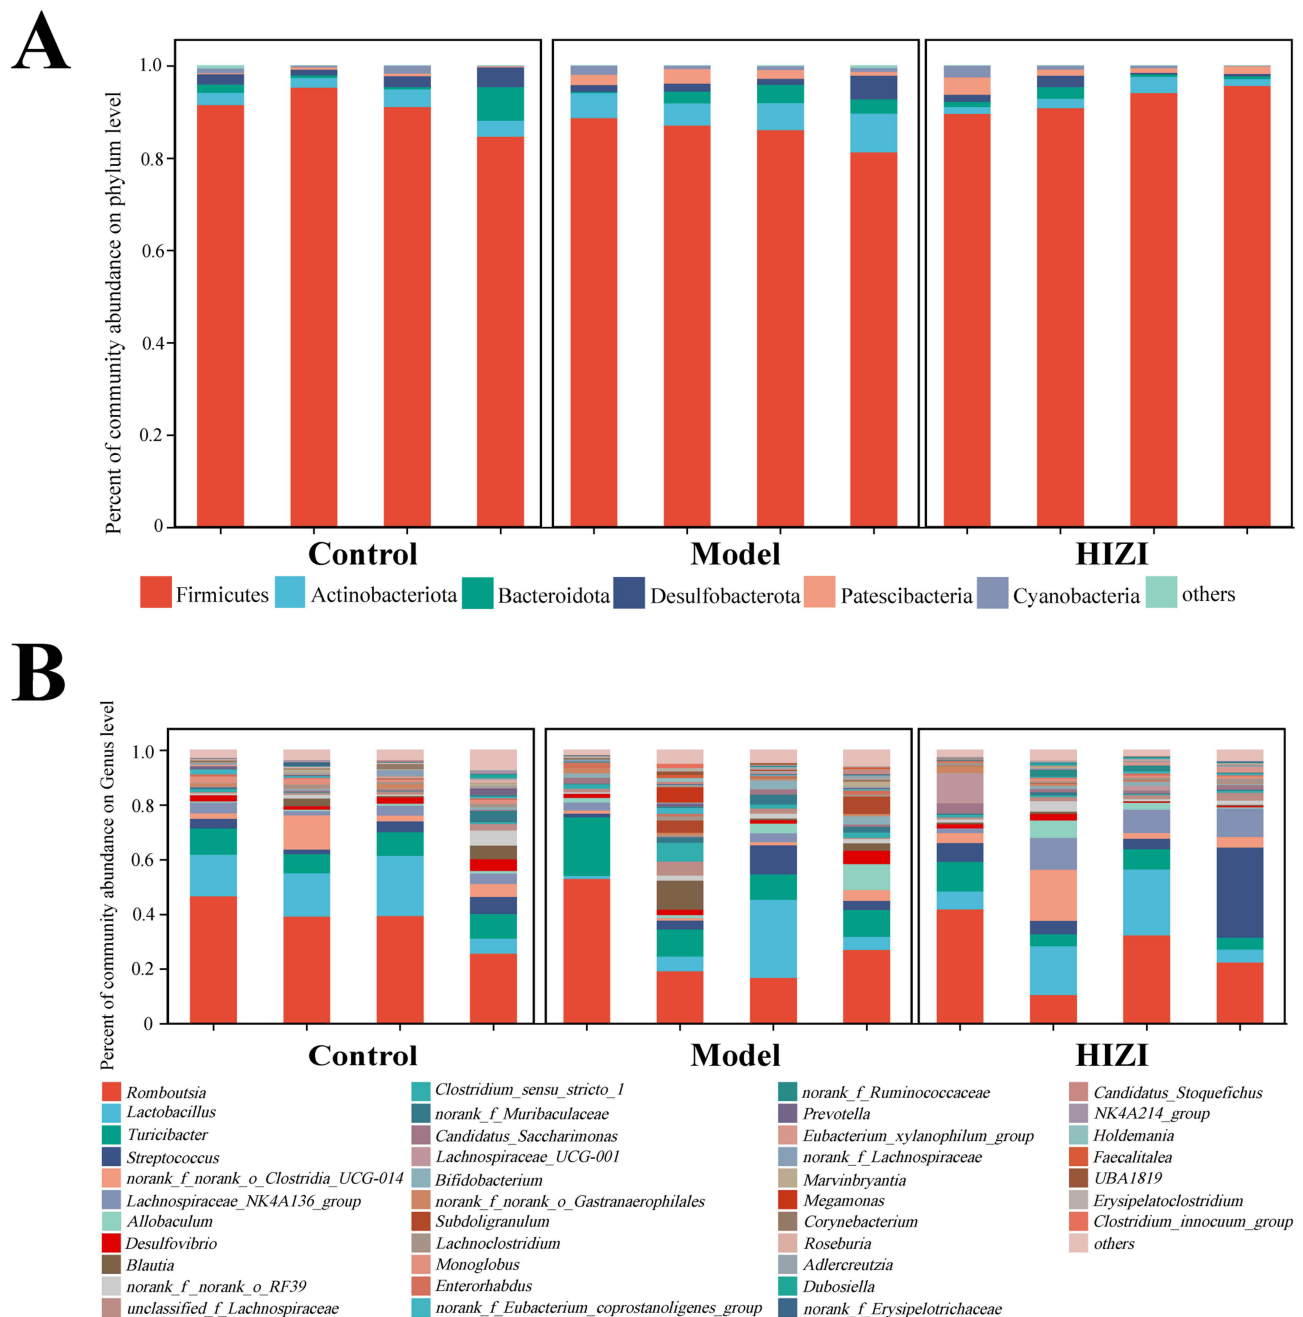 A
Percent of community abundance on phylum level
1.0
0.8
0.6
0.4
0.2
0
Control Model HIZI
Firmicutes Actinobacteriota Bacteroidota Desulfobacterota Patescibacteria Cyanobacteria others
B
Percent of community abundance on Genus level
1.0
0.8
0.6
0.4
0.2
0
Control Model HIZI
Romboutsia
Lactobacillus
Turicibacter
Streptococcus
norank_f_norank_o_Clostridia_UCG-014
Lachnospiraceae_NK4A136_group
Allobaculum
Desulfovibrio
Blautia
norank_f_norank_o_RF39
unclassified_f_Lachnospiraceae
Clostridium_sensu_stricto_1
norank_f_Muribaculaceae
Candidatus_Saccharimonas
Lachnospiraceae_UCG-001
Bifidobacterium
norank_f_norank_o_Gastranaerophilales
Subdoligranulum
Lachnoclostridium
Monoglobus
Enterorhabdus
norank_f_Eubacterium_coprostanoligenes_group
norank_f_Ruminococcaceae
Prevotella
Eubacterium_xylanophilum_group
norank_f_Lachnospiraceae
Marvinbryantia
Megamonas
Corynebacterium
Roseburia
Adlercreutzia
Dubosiella
norank_f_Erysipelotrichaceae
Candidatus_Stoquefichus
NK4A214_group
Holdemania
Faecalitalea
UBA1819
Erysipelatoclostridium
Clostridium_innocuum_group
others